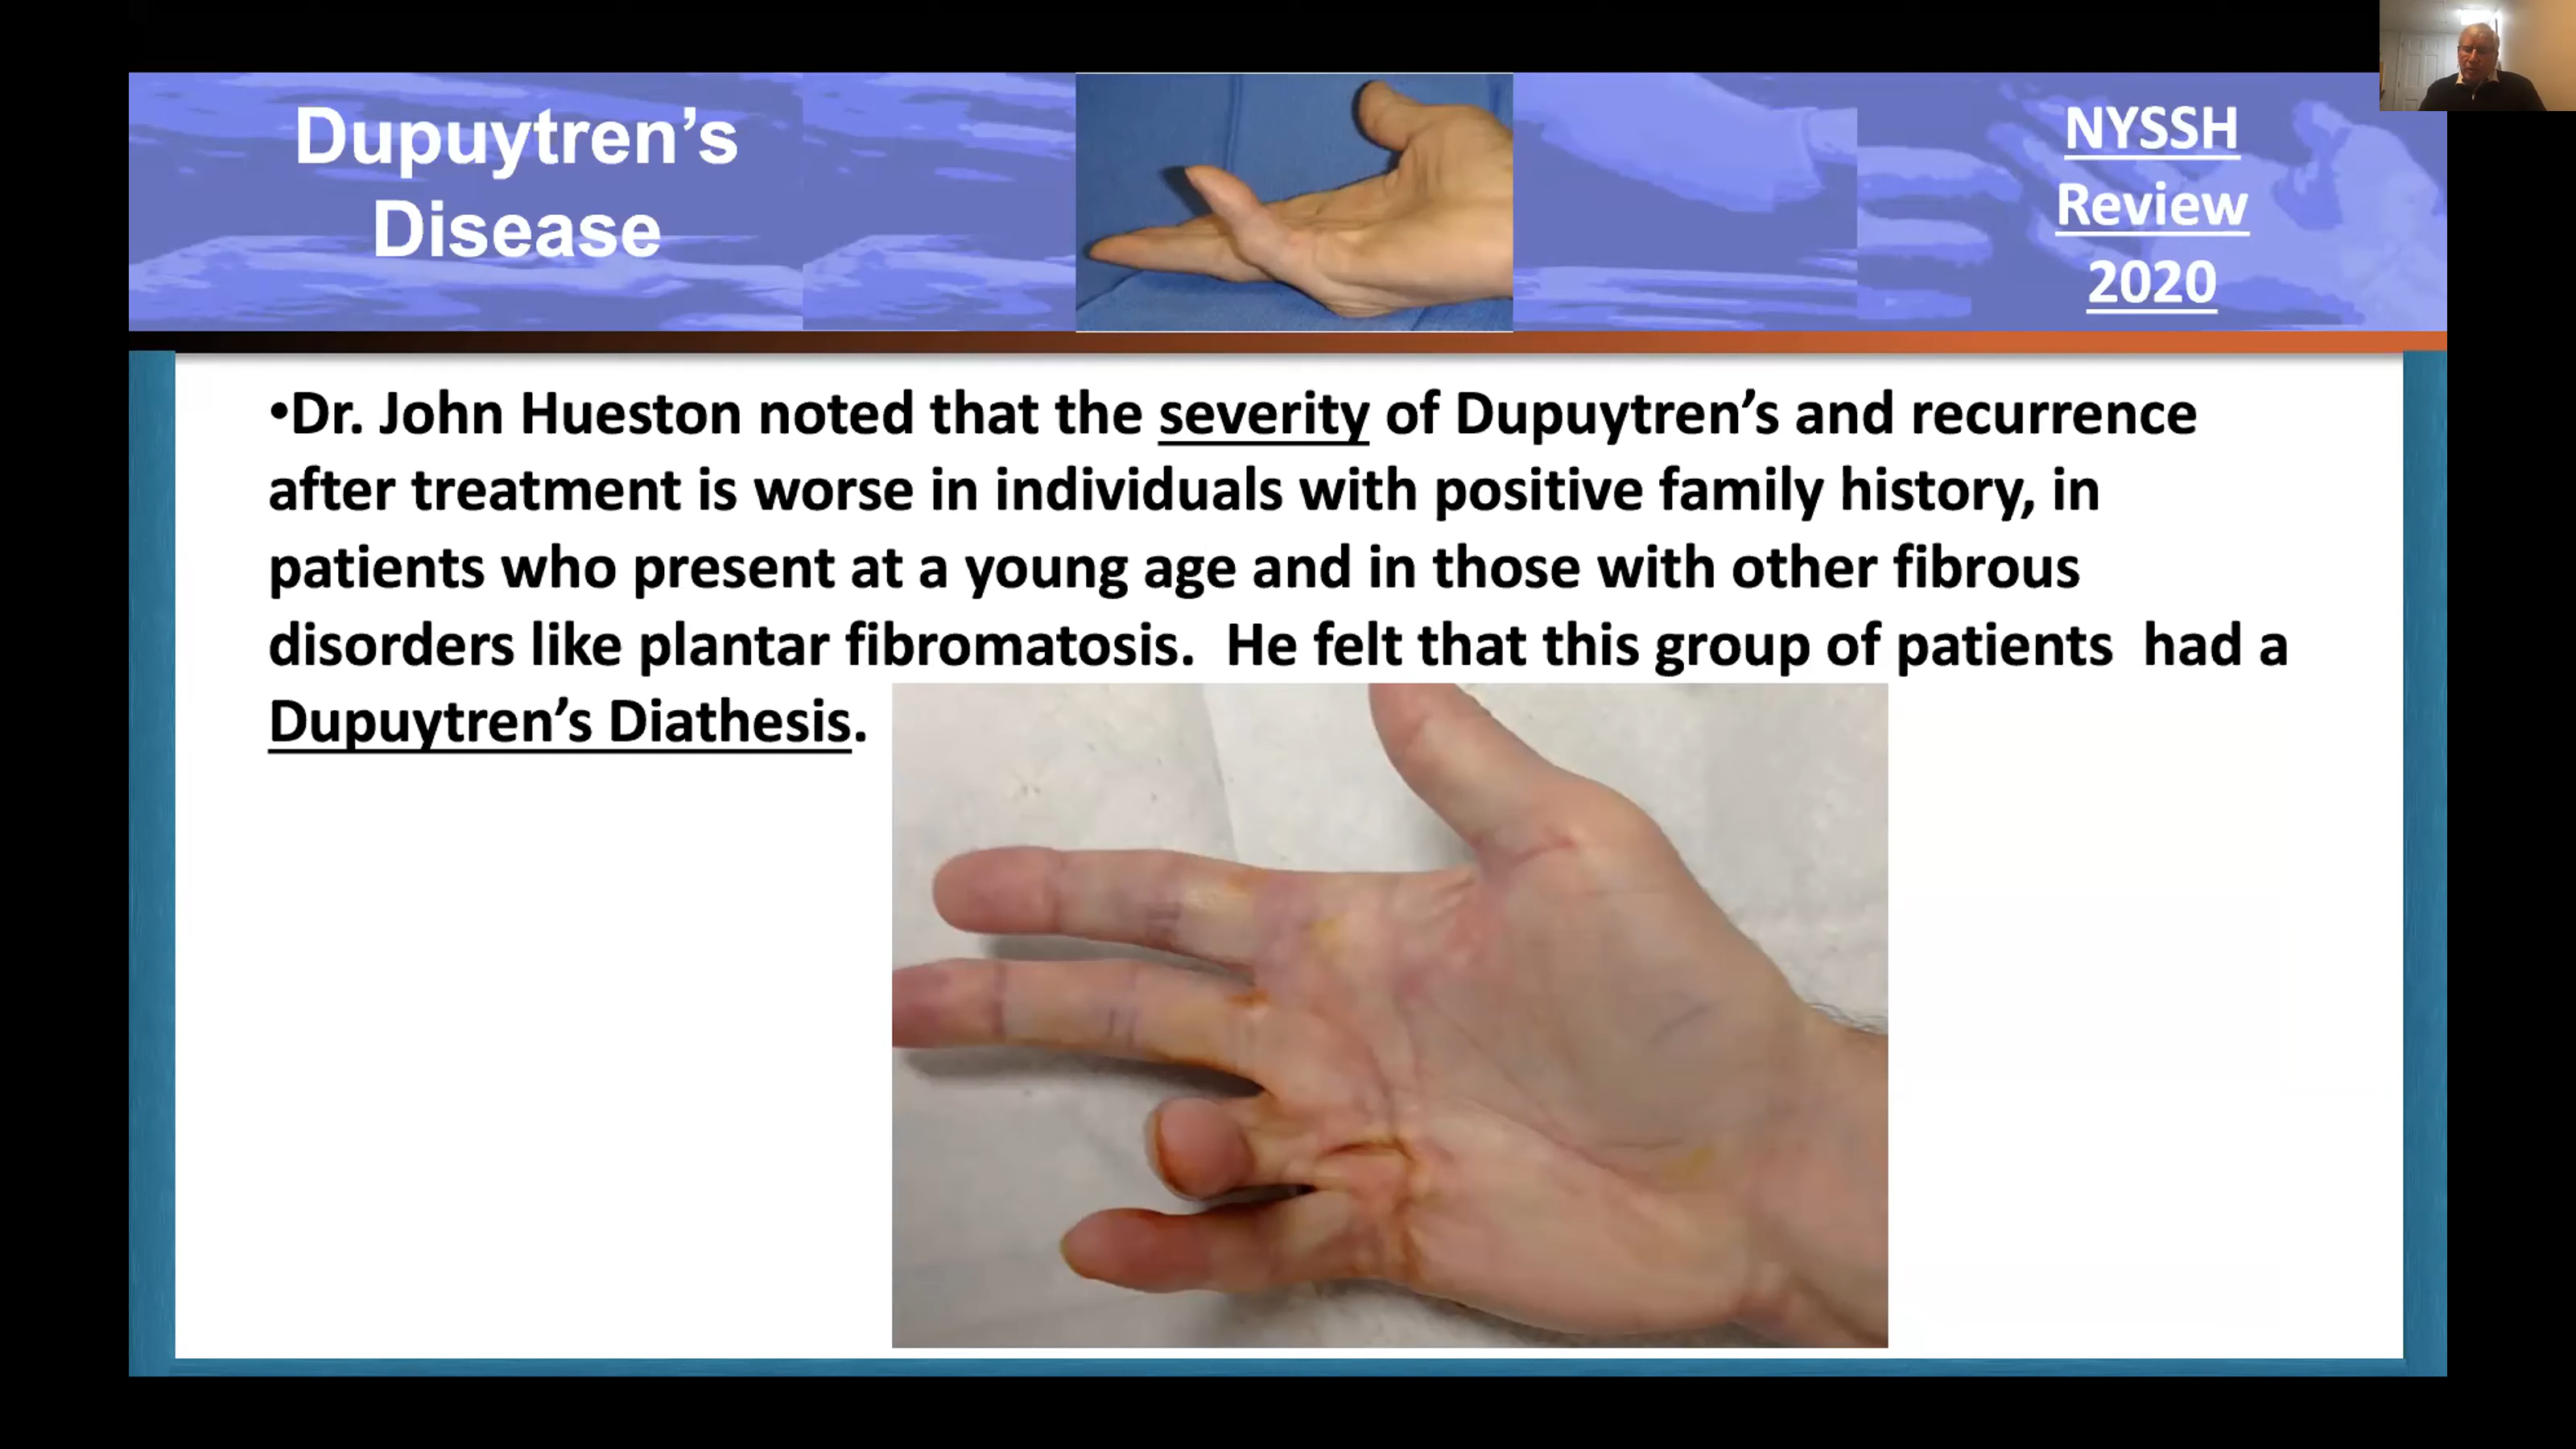 Dupuytren’s
Disease
NYSSH
Review
2020
•Dr. John Hueston noted that the severity of Dupuytren’s and recurrence
after treatment is worse in individuals with positive family history, in
patients who present at a young age and in those with other fibrous
disorders like plantar fibromatosis.  He felt that this group of patients  had a
Dupuytren’s Diathesis.